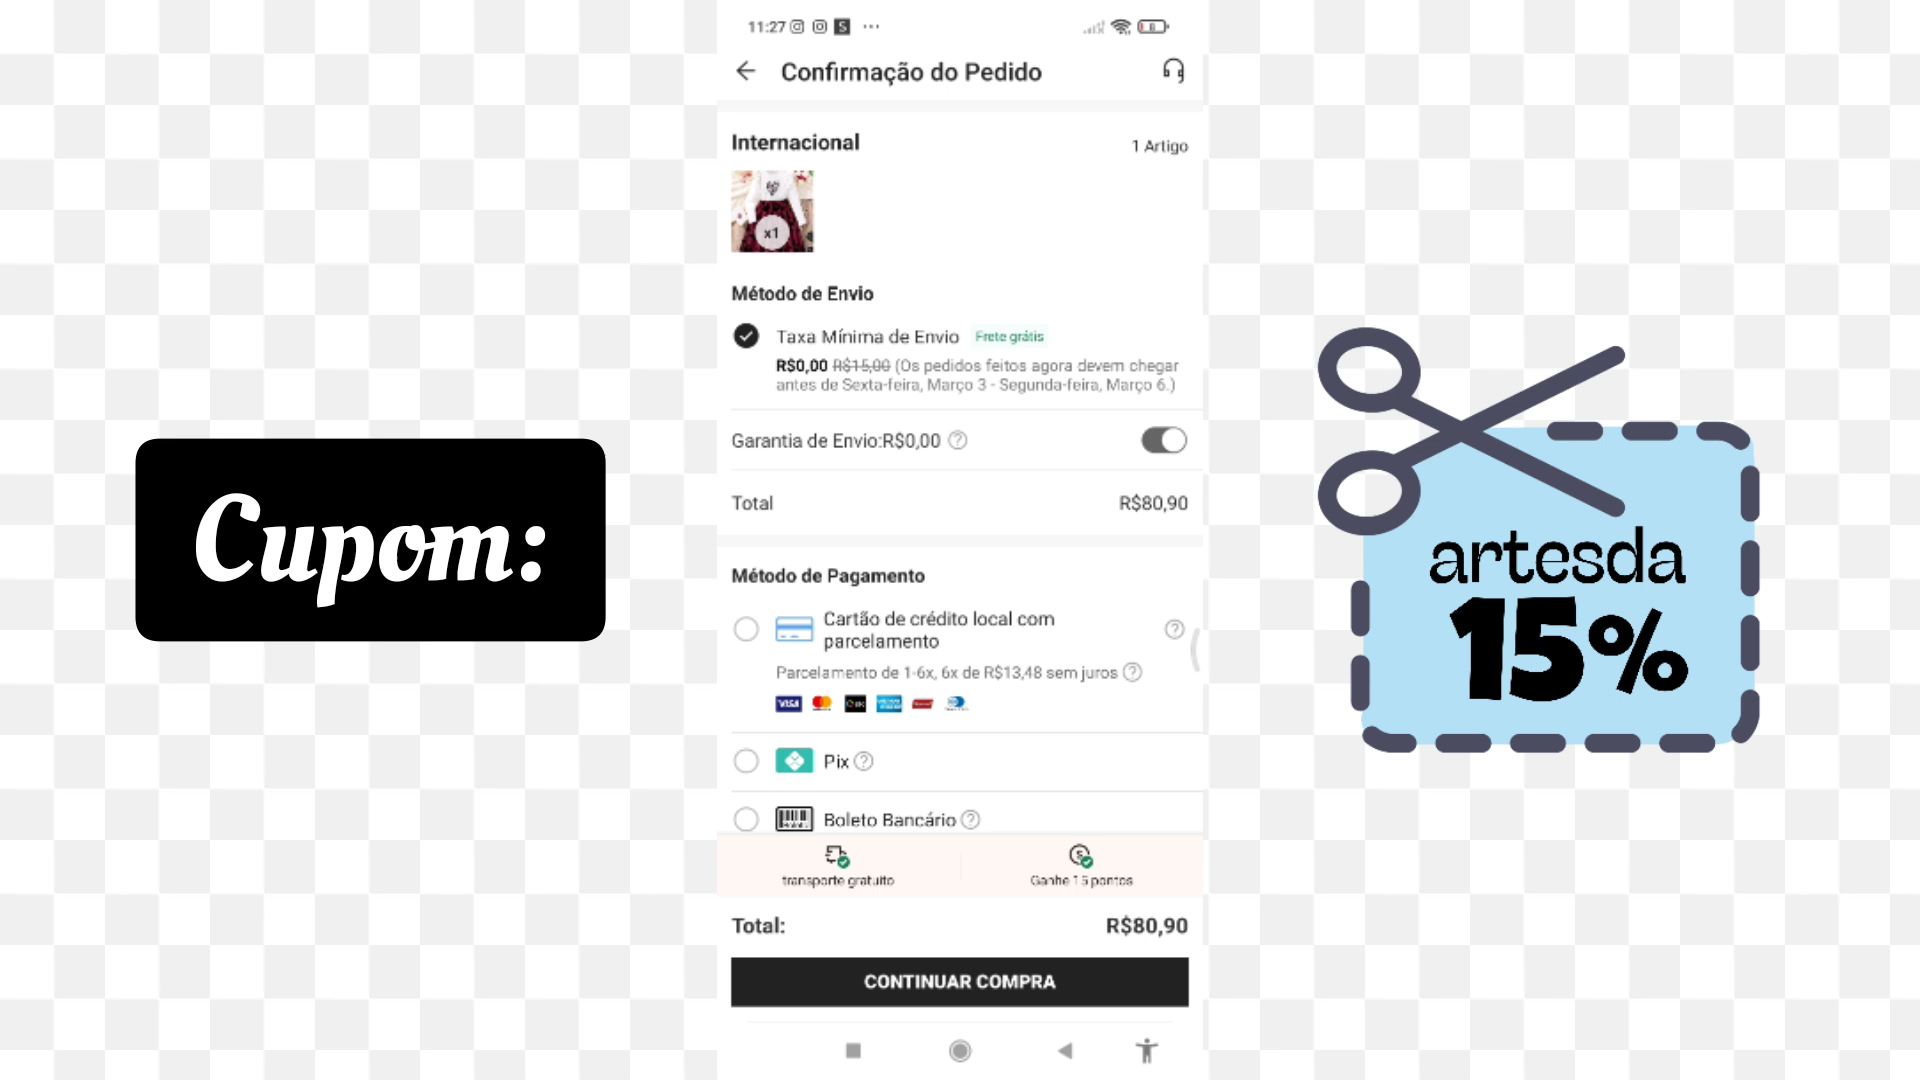 Cupom:
11:27
Confirmação do Pedido
Internacional
1 Artigo
x1
Método de Envio
Taxa Mínima de Envio Frete grátis
R$0,00 R$15,00 (Os pedidos feitos agora devem chegar
antes de Sexta-feira, Março 3 - Segunda-feira, Março 6.)
Garantia de Envio:R$0,00
Total R$80,90
Método de Pagamento
Cartão de crédito local com
parcelamento
Parcelamento de 1-6x, 6x de R$13,48 sem juros
VISA
Pix
Boleto Bancário
transporte gratuito
Ganhe 15 pontos
Total: R$80,90
CONTINUAR COMPRA
artesda
15%